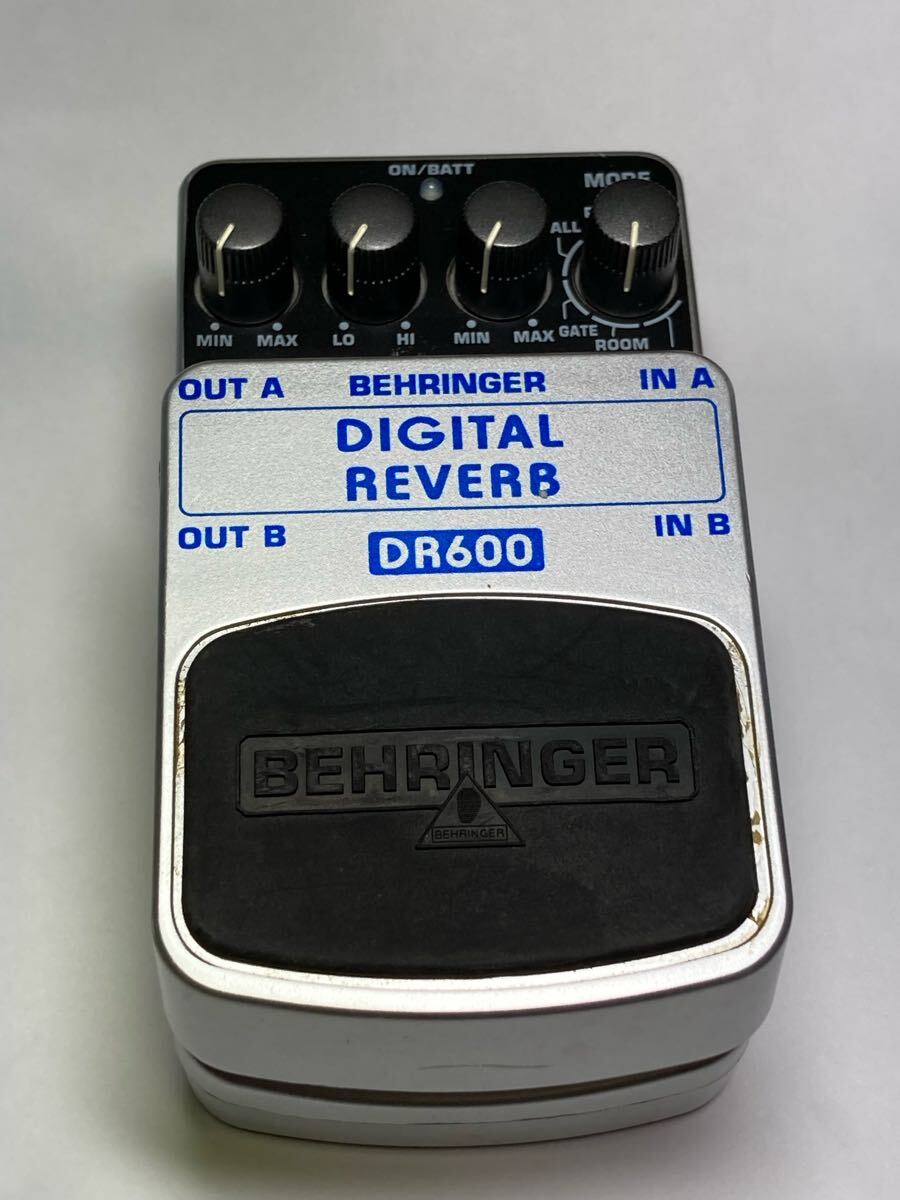 ON/BATT
MODE
ALL
MIN MAX LO HI MIN MAX GATE
ROOM
OUT A BEHRINGER IN A
DIGITAL
REVERB
OUT B IN B
DR600
BEHRINGER
BEHRINGER